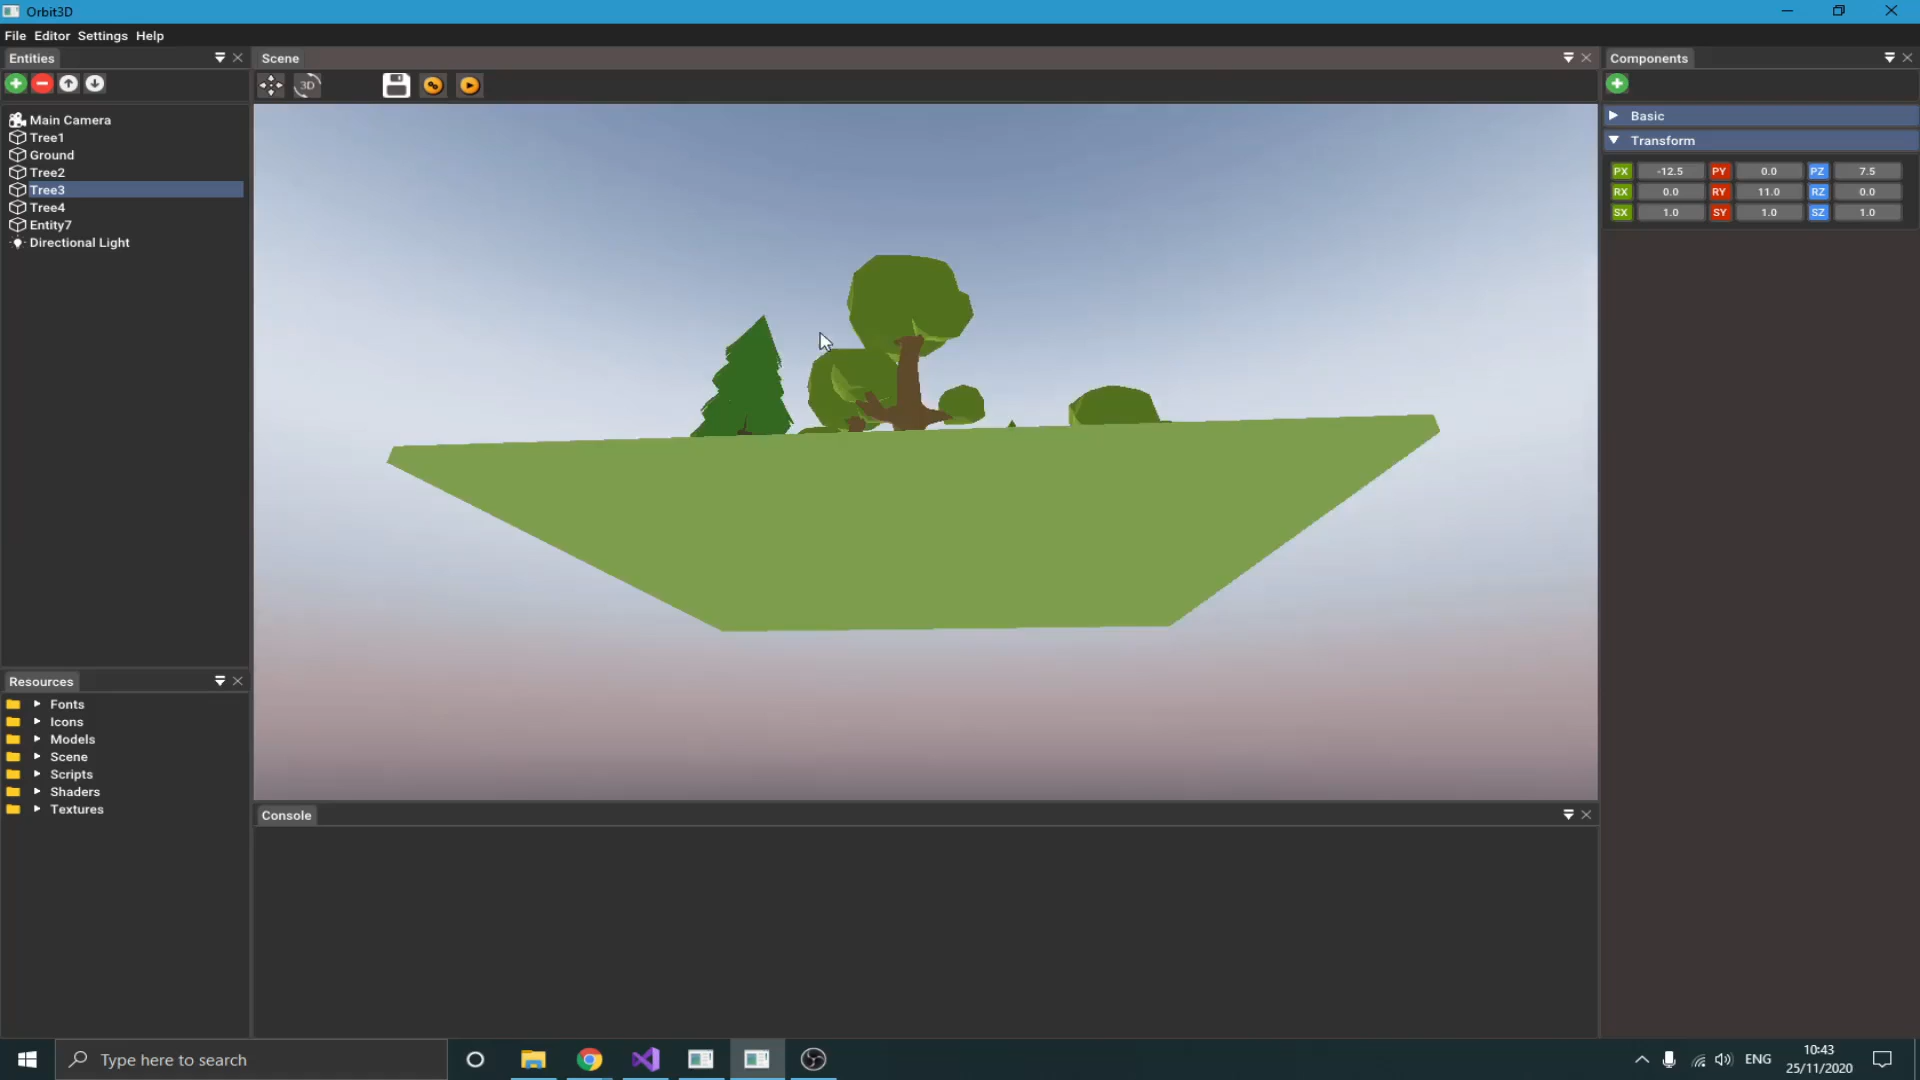 Orbit3D
File Editor Settings Help
Entities
Main Camera
Tree1
Ground
Tree2
Tree3
Tree4
Entity7
Directional Light
Scene
3D
Components
Basic
Transform
PX -12.5 PY 0.0 PZ 7.5
RX 0.0 RY 11.0 RZ 0.0
SX 1.0 SY 1.0 SZ 1.0
Resources
Fonts
Icons
Models
Scene
Scripts
Shaders
Textures
Console
Type here to search
ENG
10:43
25/11/2020